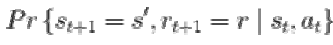 Pr {s_{t+1} = s', r_{t+1} = r | s_t, a_t}